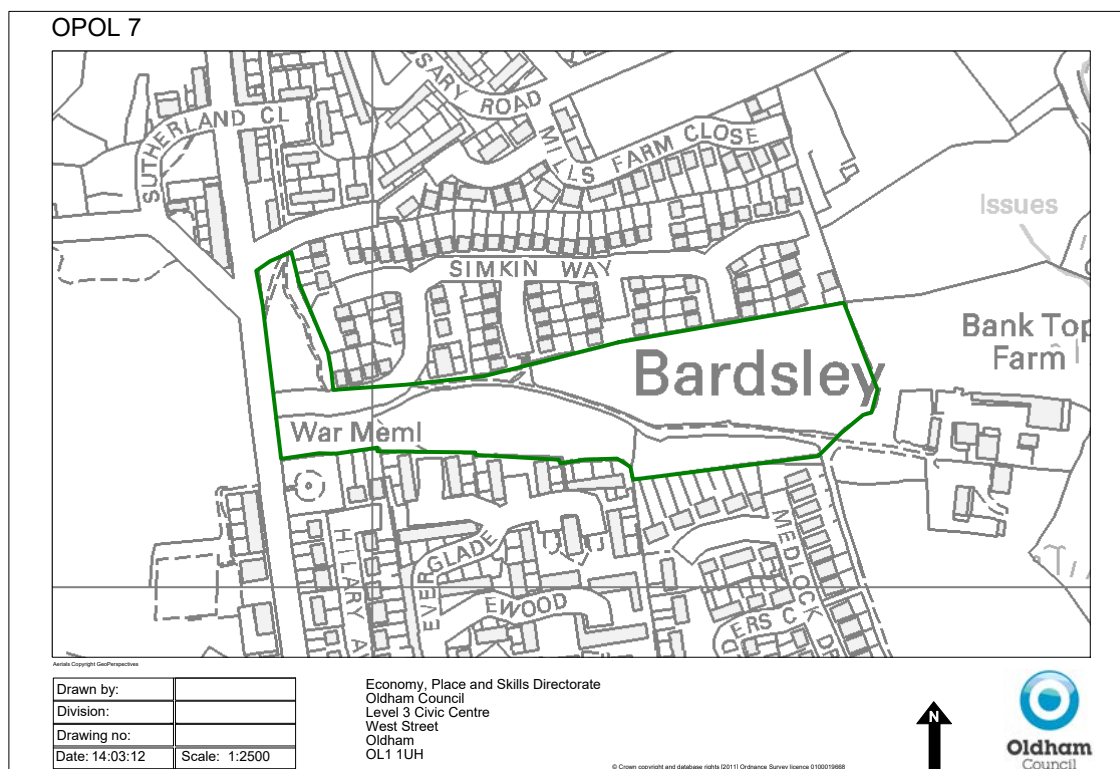 OPOL 7
ROAD
SUTHERLAND CL
MILLS FARM CLOSE
Issues
SIMKIN WAY
Bank Top
Farm
Bardsley
War Meml
HILARY
EVERGLADE
EWOOD
MEDLOCK
ERS C
Aerials Copyright GeoPerspectives
Drawn by:
Division:
Drawing no:
Date: 14:03:12 Scale: 1:2500
Economy, Place and Skills Directorate
Oldham Council
Level 3 Civic Centre
West Street
Oldham
OL1 1UH
© Crown copyright and database rights [2011] Ordnance Survey licence 0100019668
N
Oldham
Council